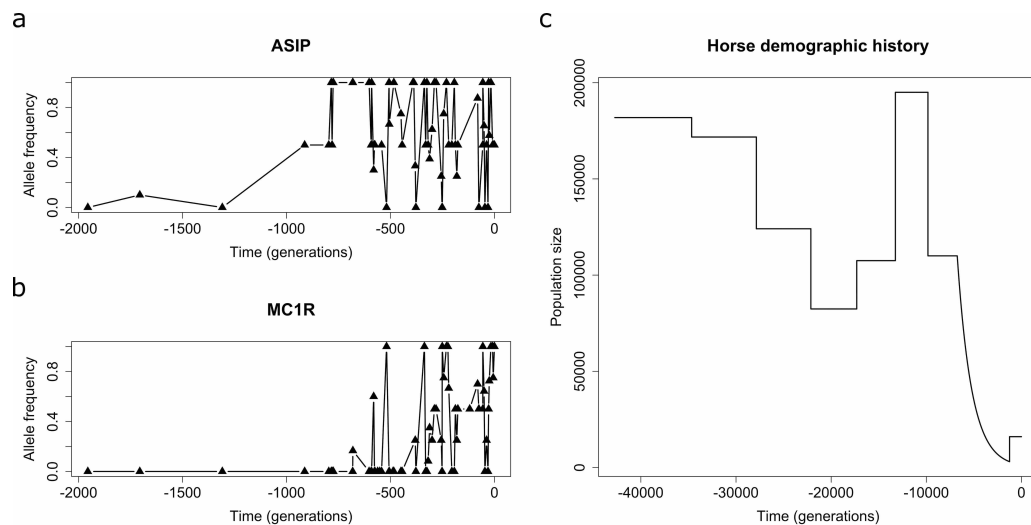 a
ASIP
Allele frequency
0.0 0.4 0.8
-2000 -1500 -1000 -500 0
Time (generations)
b
MC1R
Allele frequency
0.0 0.4 0.8
-2000 -1500 -1000 -500 0
Time (generations)
c
Horse demographic history
Population size
0 50000 100000 150000 200000
-40000 -30000 -20000 -10000 0
Time (generations)